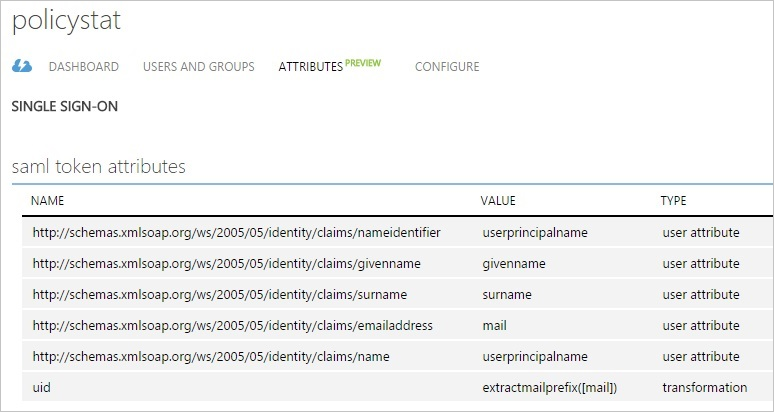 policystat
DASHBOARD USERS AND GROUPS ATTRIBUTES PREVIEW CONFIGURE
SINGLE SIGN-ON
saml token attributes
NAME VALUE TYPE
http://schemas.xmlsoap.org/ws/2005/05/identity/claims/nameidentifier userprincipalname user attribute
http://schemas.xmlsoap.org/ws/2005/05/identity/claims/givenname givenname user attribute
http://schemas.xmlsoap.org/ws/2005/05/identity/claims/surname surname user attribute
http://schemas.xmlsoap.org/ws/2005/05/identity/claims/emailaddress mail user attribute
http://schemas.xmlsoap.org/ws/2005/05/identity/claims/name userprincipalname user attribute
uid extractmailprefix([mail]) transformation